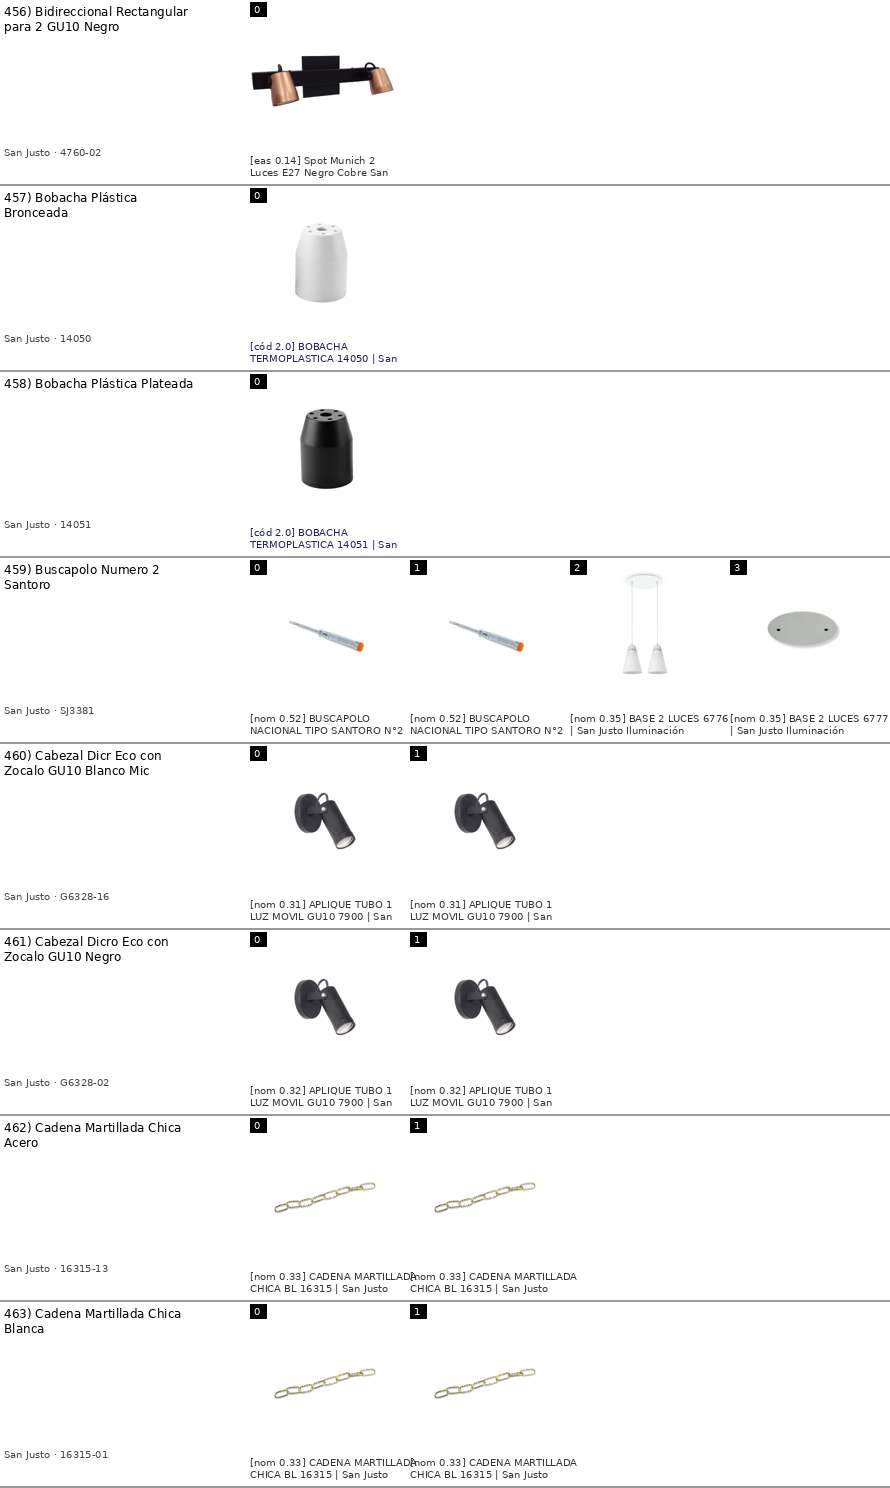 456) Bidireccional Rectangular
para 2 GU10 Negro
San Justo · 4760-02
0
[eas 0.14] Spot Munich 2
Luces E27 Negro Cobre San
457) Bobacha Plástica
Bronceada
San Justo · 14050
0
[cód 2.0] BOBACHA
TERMOPLASTICA 14050 | San
458) Bobacha Plástica Plateada
San Justo · 14051
0
[cód 2.0] BOBACHA
TERMOPLASTICA 14051 | San
459) Buscapolo Numero 2
Santoro
San Justo · SJ3381
0
[nom 0.52] BUSCAPOLO
NACIONAL TIPO SANTORO N°2
1
[nom 0.52] BUSCAPOLO
NACIONAL TIPO SANTORO N°2
2
[nom 0.35] BASE 2 LUCES 6776
| San Justo Iluminación
3
[nom 0.35] BASE 2 LUCES 6777
| San Justo Iluminación
460) Cabezal Dicr Eco con
Zocalo GU10 Blanco Mic
San Justo · G6328-16
0
[nom 0.31] APLIQUE TUBO 1
LUZ MOVIL GU10 7900 | San
1
[nom 0.31] APLIQUE TUBO 1
LUZ MOVIL GU10 7900 | San
461) Cabezal Dicro Eco con
Zocalo GU10 Negro
San Justo · G6328-02
0
[nom 0.32] APLIQUE TUBO 1
LUZ MOVIL GU10 7900 | San
1
[nom 0.32] APLIQUE TUBO 1
LUZ MOVIL GU10 7900 | San
462) Cadena Martillada Chica
Acero
San Justo · 16315-13
0
[nom 0.33] CADENA MARTILLADA
CHICA BL 16315 | San Justo
1
[nom 0.33] CADENA MARTILLADA
CHICA BL 16315 | San Justo
463) Cadena Martillada Chica
Blanca
San Justo · 16315-01
0
[nom 0.33] CADENA MARTILLADA
CHICA BL 16315 | San Justo
1
[nom 0.33] CADENA MARTILLADA
CHICA BL 16315 | San Justo